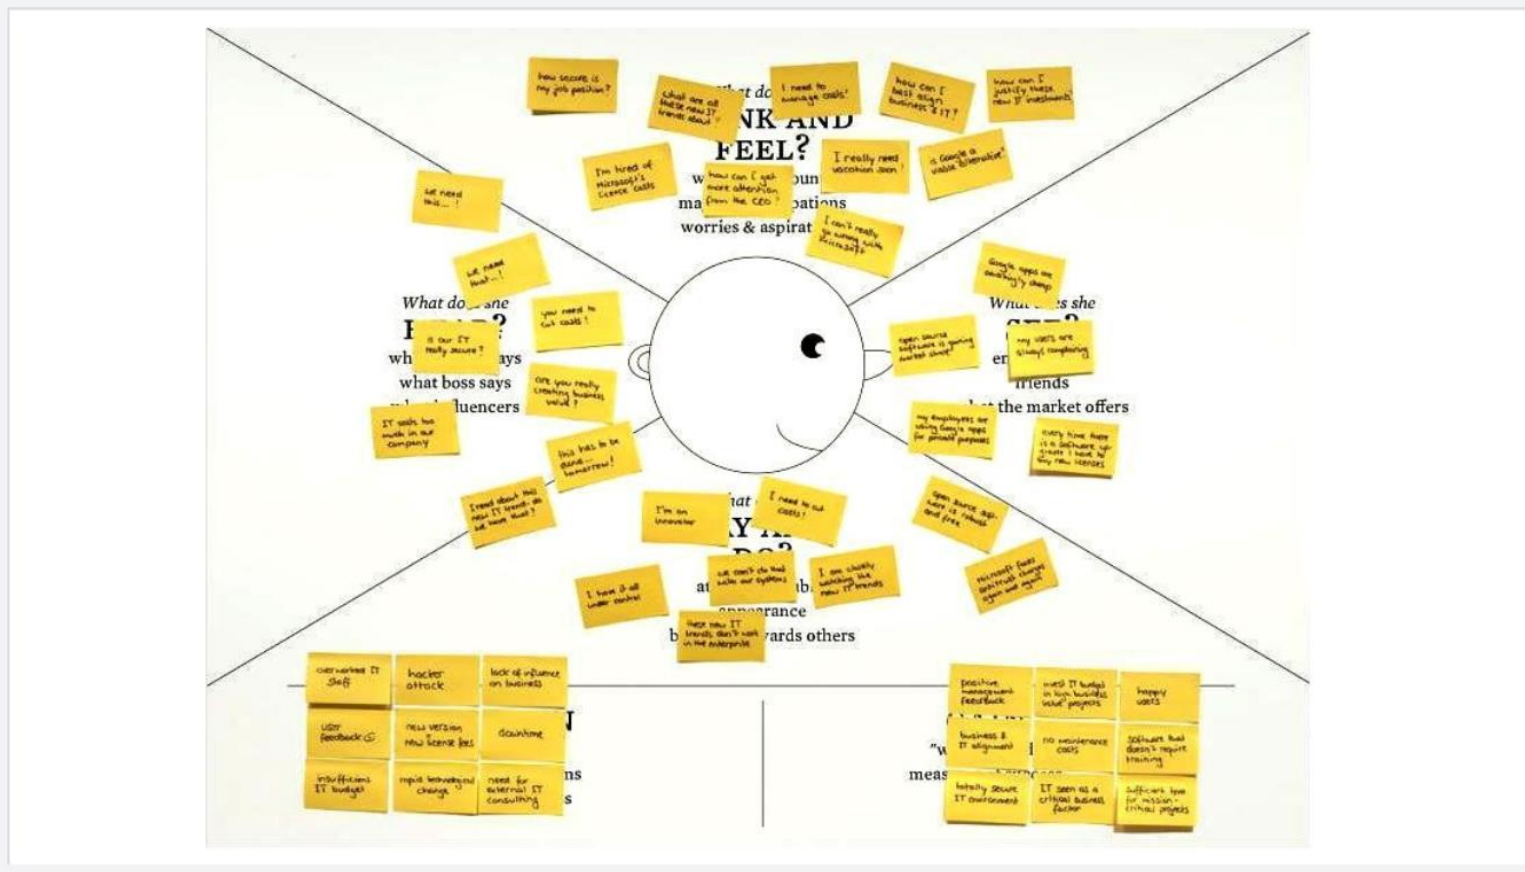 how secure is
my job position?
what are all
these new IT
trends about?
I need to
manage costs!
how can I
best align
business & IT?
how can I
justify these
new IT investments
NK AND
FEEL?
I'm tired of
Microsoft's
licence costs
how can I get
more attention
from the CEO?
I really need
vacation soon!
is Google a
viable alternative?
worries & aspirat
I can't really
go wrong with
Microsoft
we need
this...!
we need
that...!
you need to
cut costs!
is our IT
really secure?
what boss says
are you really
creating business
value?
fluencers
IT costs too
much in our
company
this has to be
done...
tomorrow!
I read about this
new IT trend- do
we have that?
Google apps are
amazingly cheap
she
open source
software is gaining
market share!
my users are
always complaining
friends
the market offers
my employees are
using Google apps
for private purposes
every time there
is a software up-
grade I have to
buy new licenses
open source soft-
ware is robust
and free
Microsoft faces
antitrust charges
again and again
I'm an
innovator
I need to cut
costs!
I have it all
under control
we can't do that
with our systems
I am closely
watching the
new IT trends
appearance
these new IT
trends don't work
in the enterprise
wards others
overworked IT
staff
hacker
attack
lack of influence
on business
user
feedback
new version
new license fees
downtime
insufficient
IT budget
rapid technological
change
need for
external IT
consulting
positive
management
feedback
invest IT budget
in high business
value projects
happy
users
business &
IT alignment
no maintenance
costs
software that
doesn't require
training
totally secure
IT environment
IT seen as a
critical business
factor
sufficient time
for mission-
critical projects